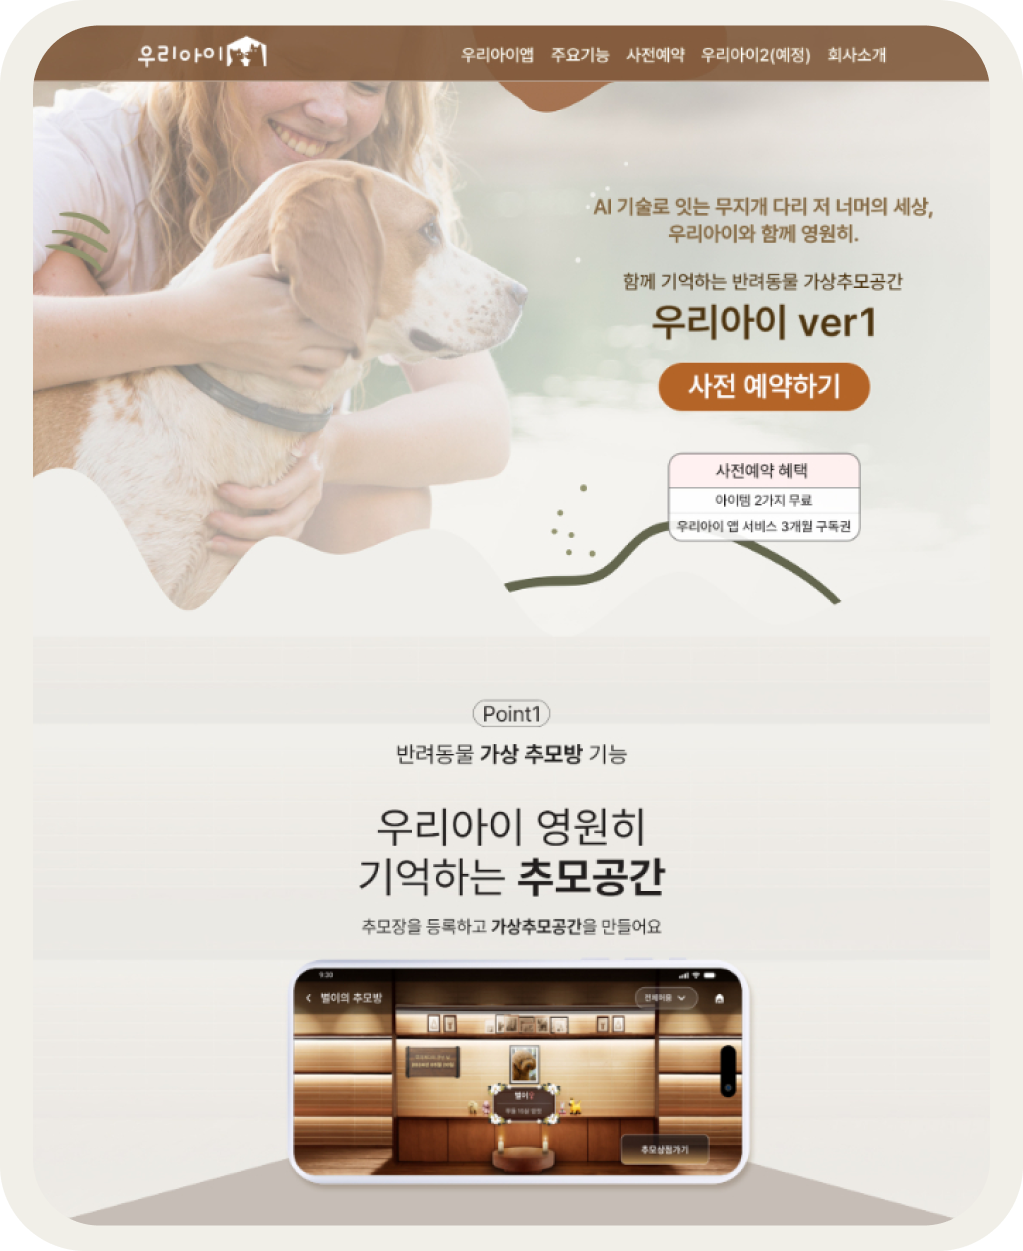 우리아이
우리아이앱 주요기능 사전예약 우리아이2(예정) 회사소개
AI 기술로 잇는 무지개 다리 저 너머의 세상,
우리아이와 함께 영원히.
함께 기억하는 반려동물 가상추모공간
우리아이 ver1
사전 예약하기
사전예약 혜택
아이템 2가지 무료
우리아이 앱 서비스 3개월 구독권
Point1
반려동물 가상 추모방 기능
우리아이 영원히
기억하는 추모공간
추모장을 등록하고 가상추모공간을 만들어요
9:30
별이의 추모방
별이
추모상점가기